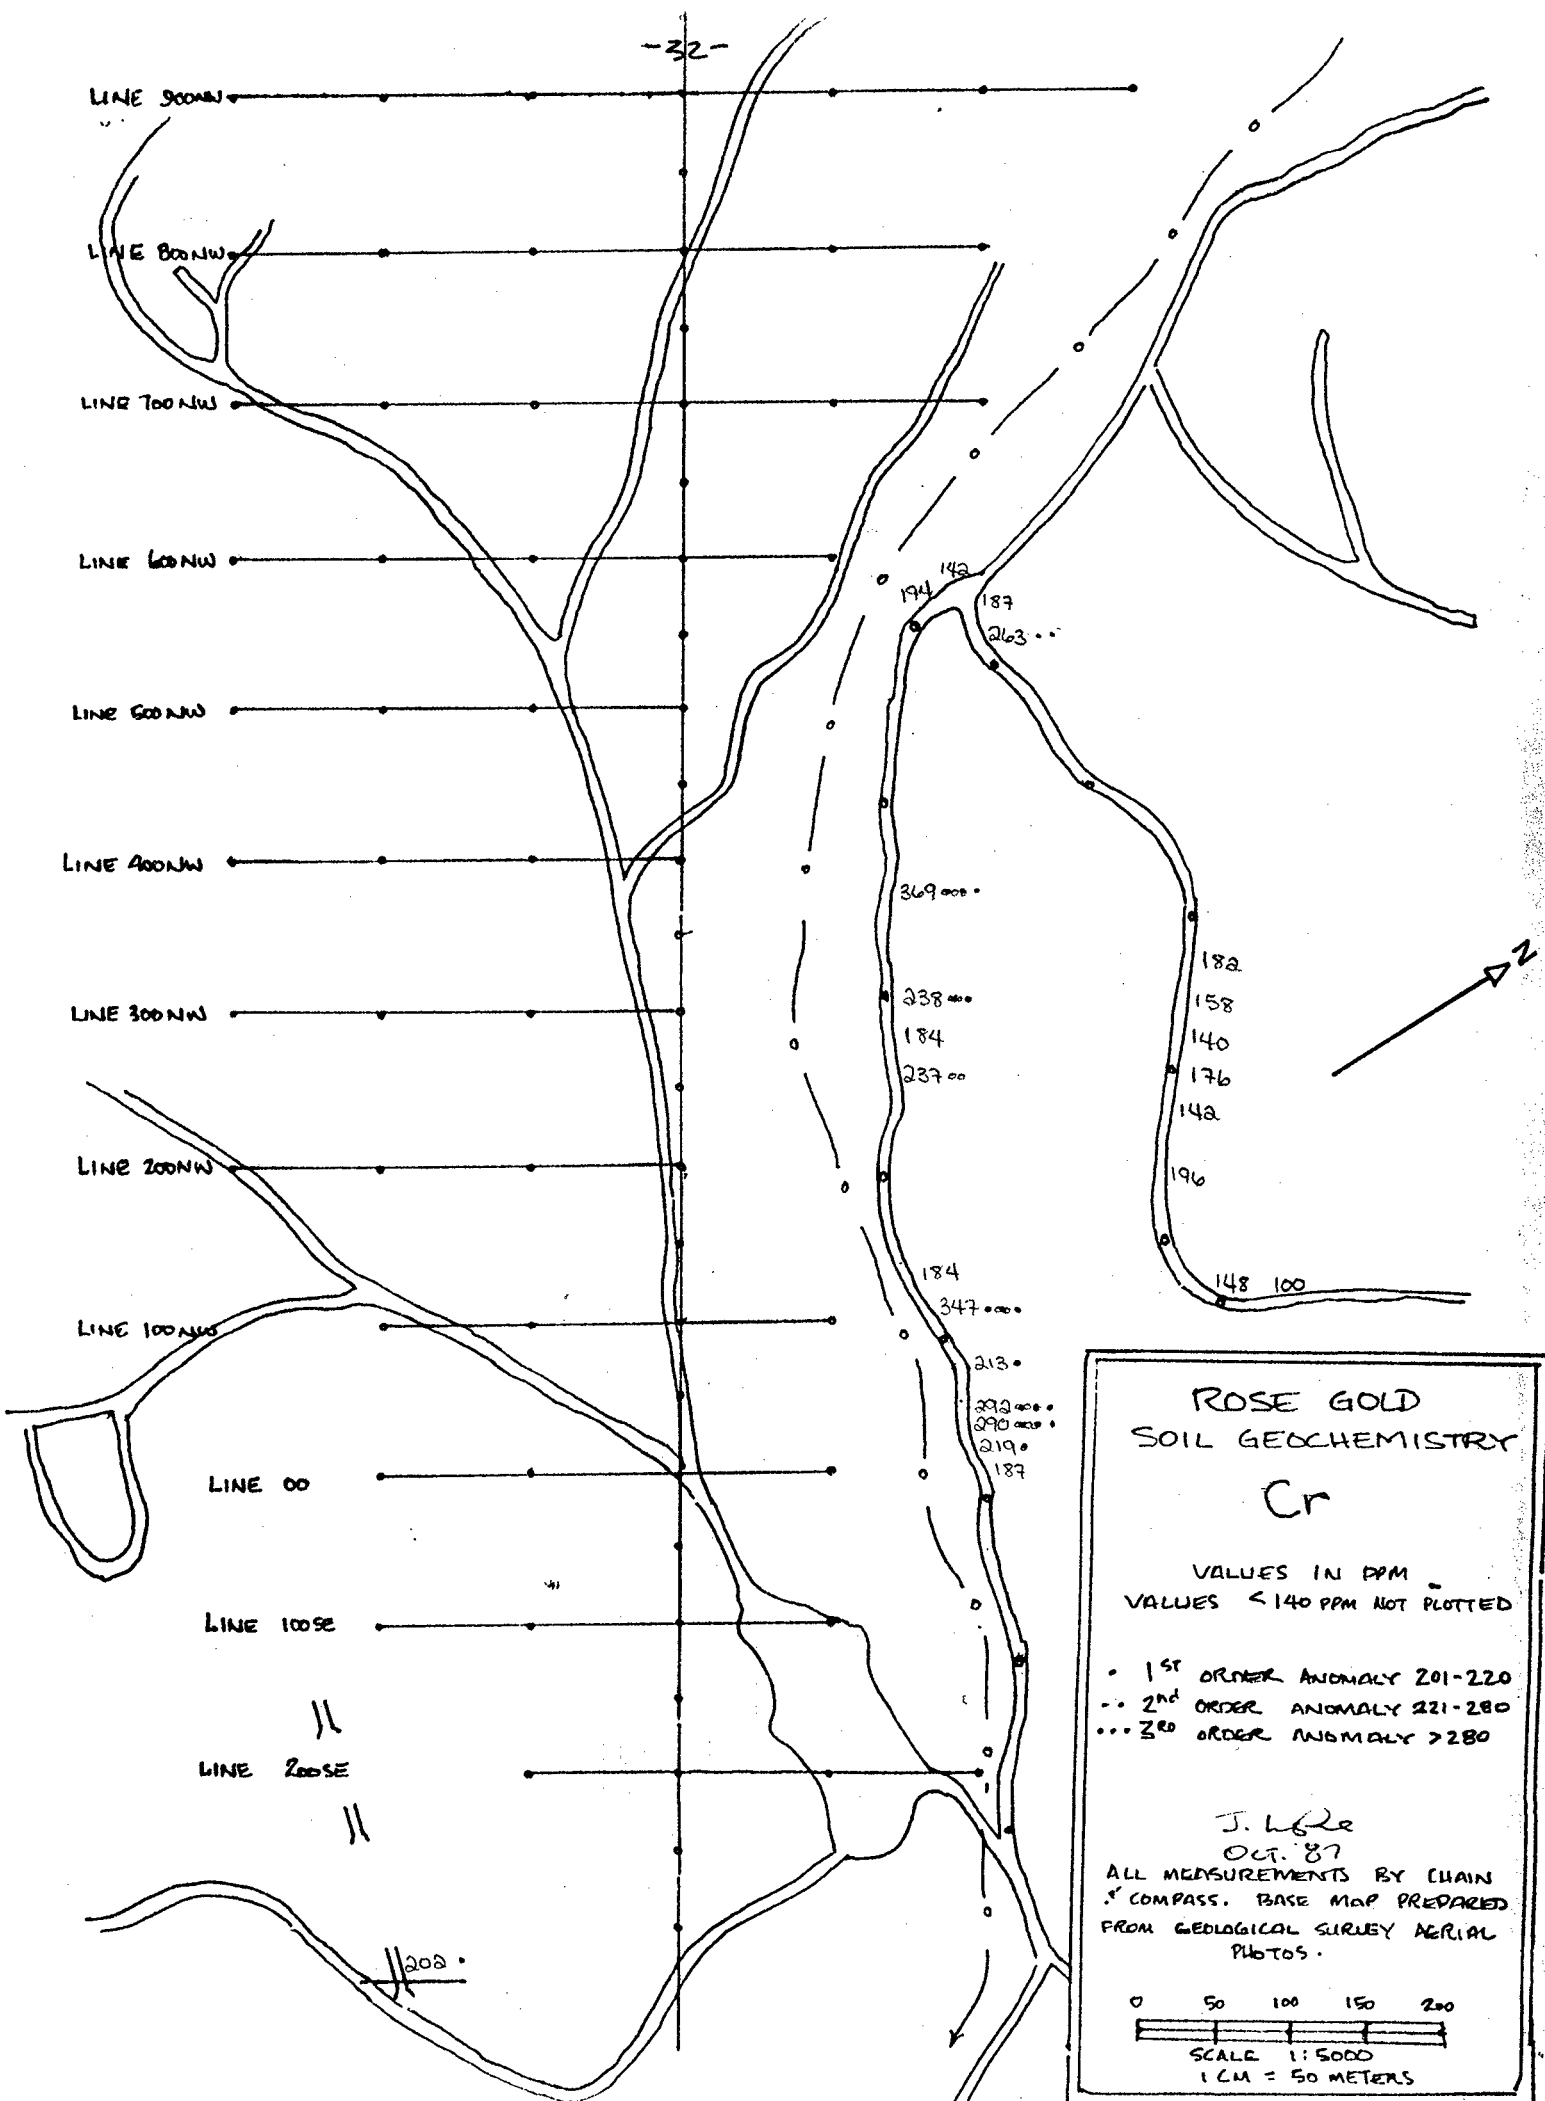 -32-
LINE 900NW
LINE 800NW
LINE 700NW
LINE 600NW
142
194
187
263 ..
LINE 500NW
LINE 400NW
369 ....
182
N
238 ...
158
LINE 300NW
184
140
237 ..
176
142
LINE 200NW
196
184
148 100
347 ....
LINE 100NW
213 .
292 ....
290 ....
219 .
187
LINE 00
LINE 100SE
LINE 200SE
202 .
ROSE GOLD
SOIL GEOCHEMISTRY
Cr
VALUES IN PPM
VALUES < 140 PPM NOT PLOTTED
. 1ST ORDER ANOMALY 201-220
.. 2nd ORDER ANOMALY 221-280
... 3RD ORDER ANOMALY > 280
J.
OCT. '87
ALL MEASUREMENTS BY CHAIN
& COMPASS. BASE MAP PREPARED
FROM GEOLOGICAL SURVEY AERIAL
PHOTOS.
0 50 100 150 200
SCALE 1:5000
1 CM = 50 METERS